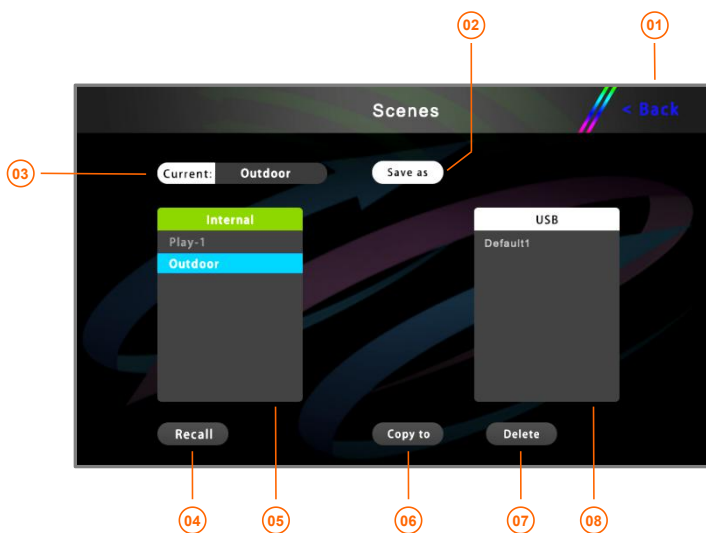 02 01
Scenes < Back
03 Current: Outdoor Save as
Internal USB
Play-1 Default1
Outdoor
Recall Copy to Delete
04 05 06 07 08